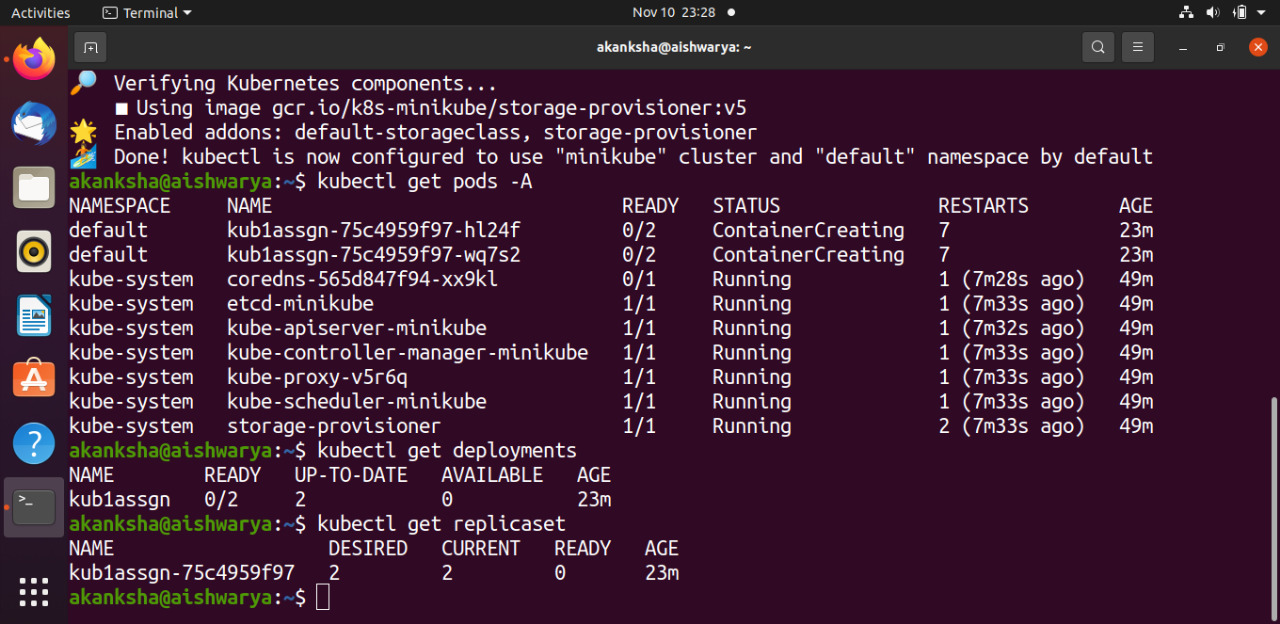 Activities Terminal Nov 10 23:28
akanksha@aishwarya: ~
Verifying Kubernetes components...
Using image gcr.io/k8s-minikube/storage-provisioner:v5
Enabled addons: default-storageclass, storage-provisioner
Done! kubectl is now configured to use "minikube" cluster and "default" namespace by default
akanksha@aishwarya:~$ kubectl get pods -A
NAMESPACE NAME READY STATUS RESTARTS AGE
default kub1assgn-75c4959f97-hl24f 0/2 ContainerCreating 7 23m
default kub1assgn-75c4959f97-wq7s2 0/2 ContainerCreating 7 23m
kube-system coredns-565d847f94-xx9kl 0/1 Running 1 (7m28s ago) 49m
kube-system etcd-minikube 1/1 Running 1 (7m33s ago) 49m
kube-system kube-apiserver-minikube 1/1 Running 1 (7m32s ago) 49m
kube-system kube-controller-manager-minikube 1/1 Running 1 (7m33s ago) 49m
kube-system kube-proxy-v5r6q 1/1 Running 1 (7m33s ago) 49m
kube-system kube-scheduler-minikube 1/1 Running 1 (7m33s ago) 49m
kube-system storage-provisioner 1/1 Running 2 (7m33s ago) 49m
akanksha@aishwarya:~$ kubectl get deployments
NAME READY UP-TO-DATE AVAILABLE AGE
kub1assgn 0/2 2 0 23m
akanksha@aishwarya:~$ kubectl get replicaset
NAME DESIRED CURRENT READY AGE
kub1assgn-75c4959f97 2 2 0 23m
akanksha@aishwarya:~$